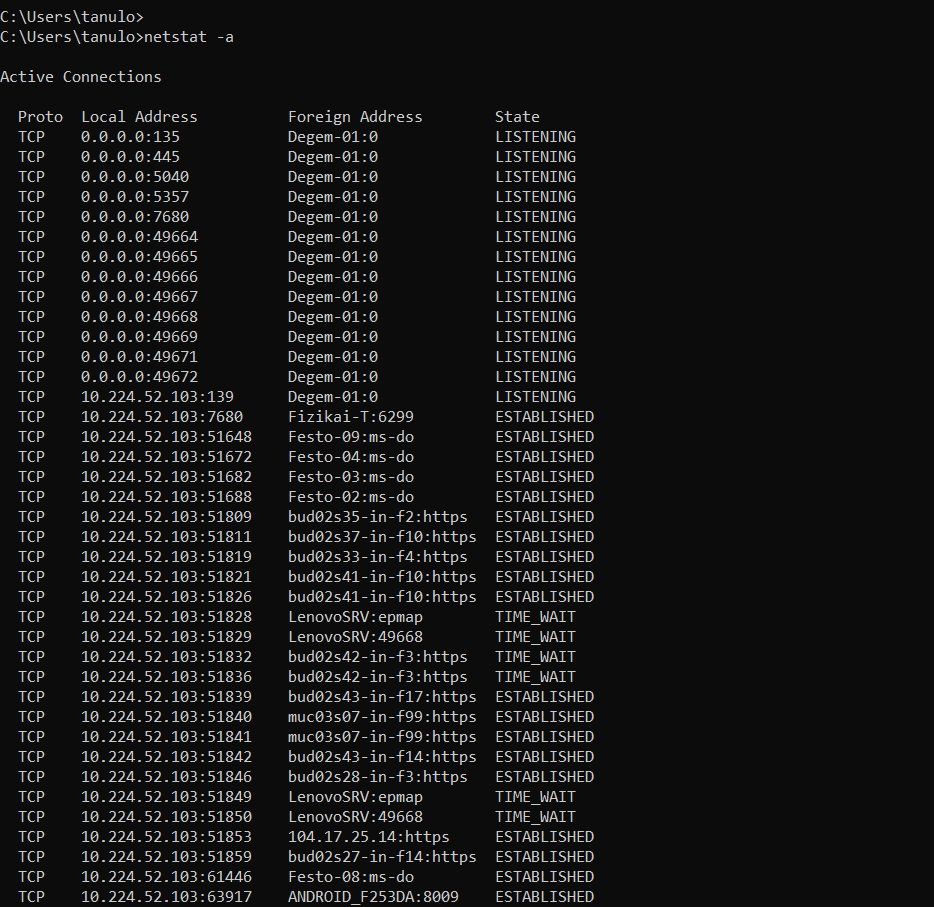 C:\Users\tanulo>
C:\Users\tanulo>netstat -a
Active Connections
Proto  Local Address          Foreign Address        State
TCP    0.0.0.0:135            Degem-01:0             LISTENING
TCP    0.0.0.0:445            Degem-01:0             LISTENING
TCP    0.0.0.0:5040           Degem-01:0             LISTENING
TCP    0.0.0.0:5357           Degem-01:0             LISTENING
TCP    0.0.0.0:7680           Degem-01:0             LISTENING
TCP    0.0.0.0:49664          Degem-01:0             LISTENING
TCP    0.0.0.0:49665          Degem-01:0             LISTENING
TCP    0.0.0.0:49666          Degem-01:0             LISTENING
TCP    0.0.0.0:49667          Degem-01:0             LISTENING
TCP    0.0.0.0:49668          Degem-01:0             LISTENING
TCP    0.0.0.0:49669          Degem-01:0             LISTENING
TCP    0.0.0.0:49671          Degem-01:0             LISTENING
TCP    0.0.0.0:49672          Degem-01:0             LISTENING
TCP    10.224.52.103:139      Degem-01:0             LISTENING
TCP    10.224.52.103:7680     Fizikai-T:6299         ESTABLISHED
TCP    10.224.52.103:51648    Festo-09:ms-do         ESTABLISHED
TCP    10.224.52.103:51672    Festo-04:ms-do         ESTABLISHED
TCP    10.224.52.103:51682    Festo-03:ms-do         ESTABLISHED
TCP    10.224.52.103:51688    Festo-02:ms-do         ESTABLISHED
TCP    10.224.52.103:51809    bud02s35-in-f2:https   ESTABLISHED
TCP    10.224.52.103:51811    bud02s37-in-f10:https  ESTABLISHED
TCP    10.224.52.103:51819    bud02s33-in-f4:https   ESTABLISHED
TCP    10.224.52.103:51821    bud02s41-in-f10:https  ESTABLISHED
TCP    10.224.52.103:51826    bud02s41-in-f10:https  ESTABLISHED
TCP    10.224.52.103:51828    LenovoSRV:epmap        TIME_WAIT
TCP    10.224.52.103:51829    LenovoSRV:49668        TIME_WAIT
TCP    10.224.52.103:51832    bud02s42-in-f3:https   TIME_WAIT
TCP    10.224.52.103:51836    bud02s42-in-f3:https   TIME_WAIT
TCP    10.224.52.103:51839    bud02s43-in-f17:https  ESTABLISHED
TCP    10.224.52.103:51840    muc03s07-in-f99:https  ESTABLISHED
TCP    10.224.52.103:51841    muc03s07-in-f99:https  ESTABLISHED
TCP    10.224.52.103:51842    bud02s43-in-f14:https  ESTABLISHED
TCP    10.224.52.103:51846    bud02s28-in-f3:https   ESTABLISHED
TCP    10.224.52.103:51849    LenovoSRV:epmap        TIME_WAIT
TCP    10.224.52.103:51850    LenovoSRV:49668        TIME_WAIT
TCP    10.224.52.103:51853    104.17.25.14:https     ESTABLISHED
TCP    10.224.52.103:51859    bud02s27-in-f14:https  ESTABLISHED
TCP    10.224.52.103:61446    Festo-08:ms-do         ESTABLISHED
TCP    10.224.52.103:63917    ANDROID_F253DA:8009    ESTABLISHED